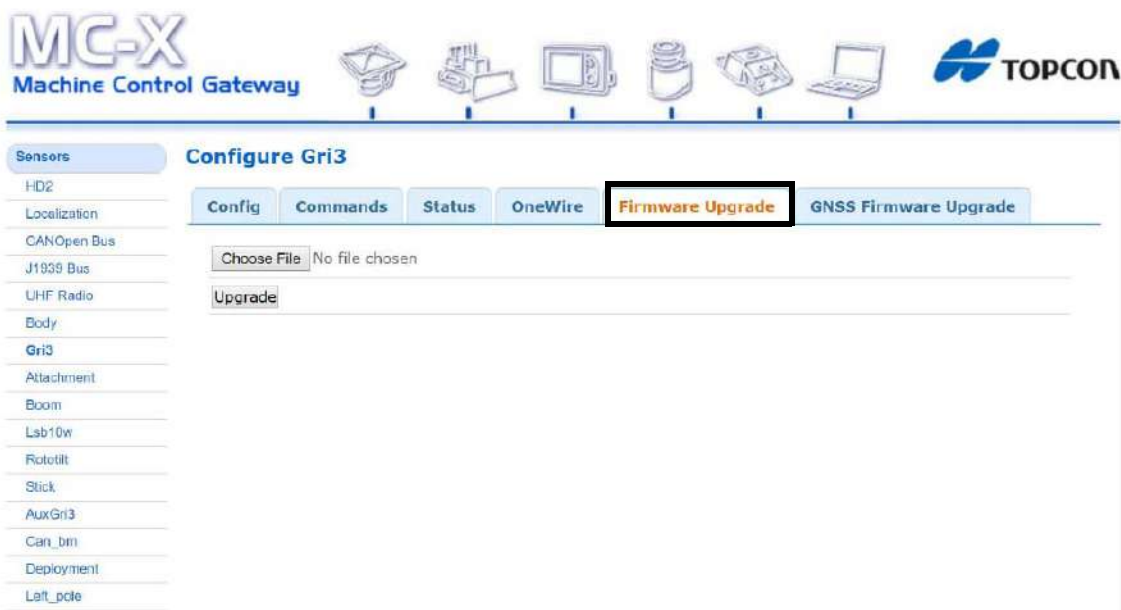 MC-X
Machine Control Gateway
TOPCON
Sensors
HD2
Localization
CANOpen Bus
J1939 Bus
UHF Radio
Body
Gri3
Attachment
Boom
Lsb10w
Rototilt
Stick
AuxGri3
Can_bm
Deployment
Left_pole
Configure Gri3
Config Commands Status OneWire Firmware Upgrade GNSS Firmware Upgrade
Choose File No file chosen
Upgrade